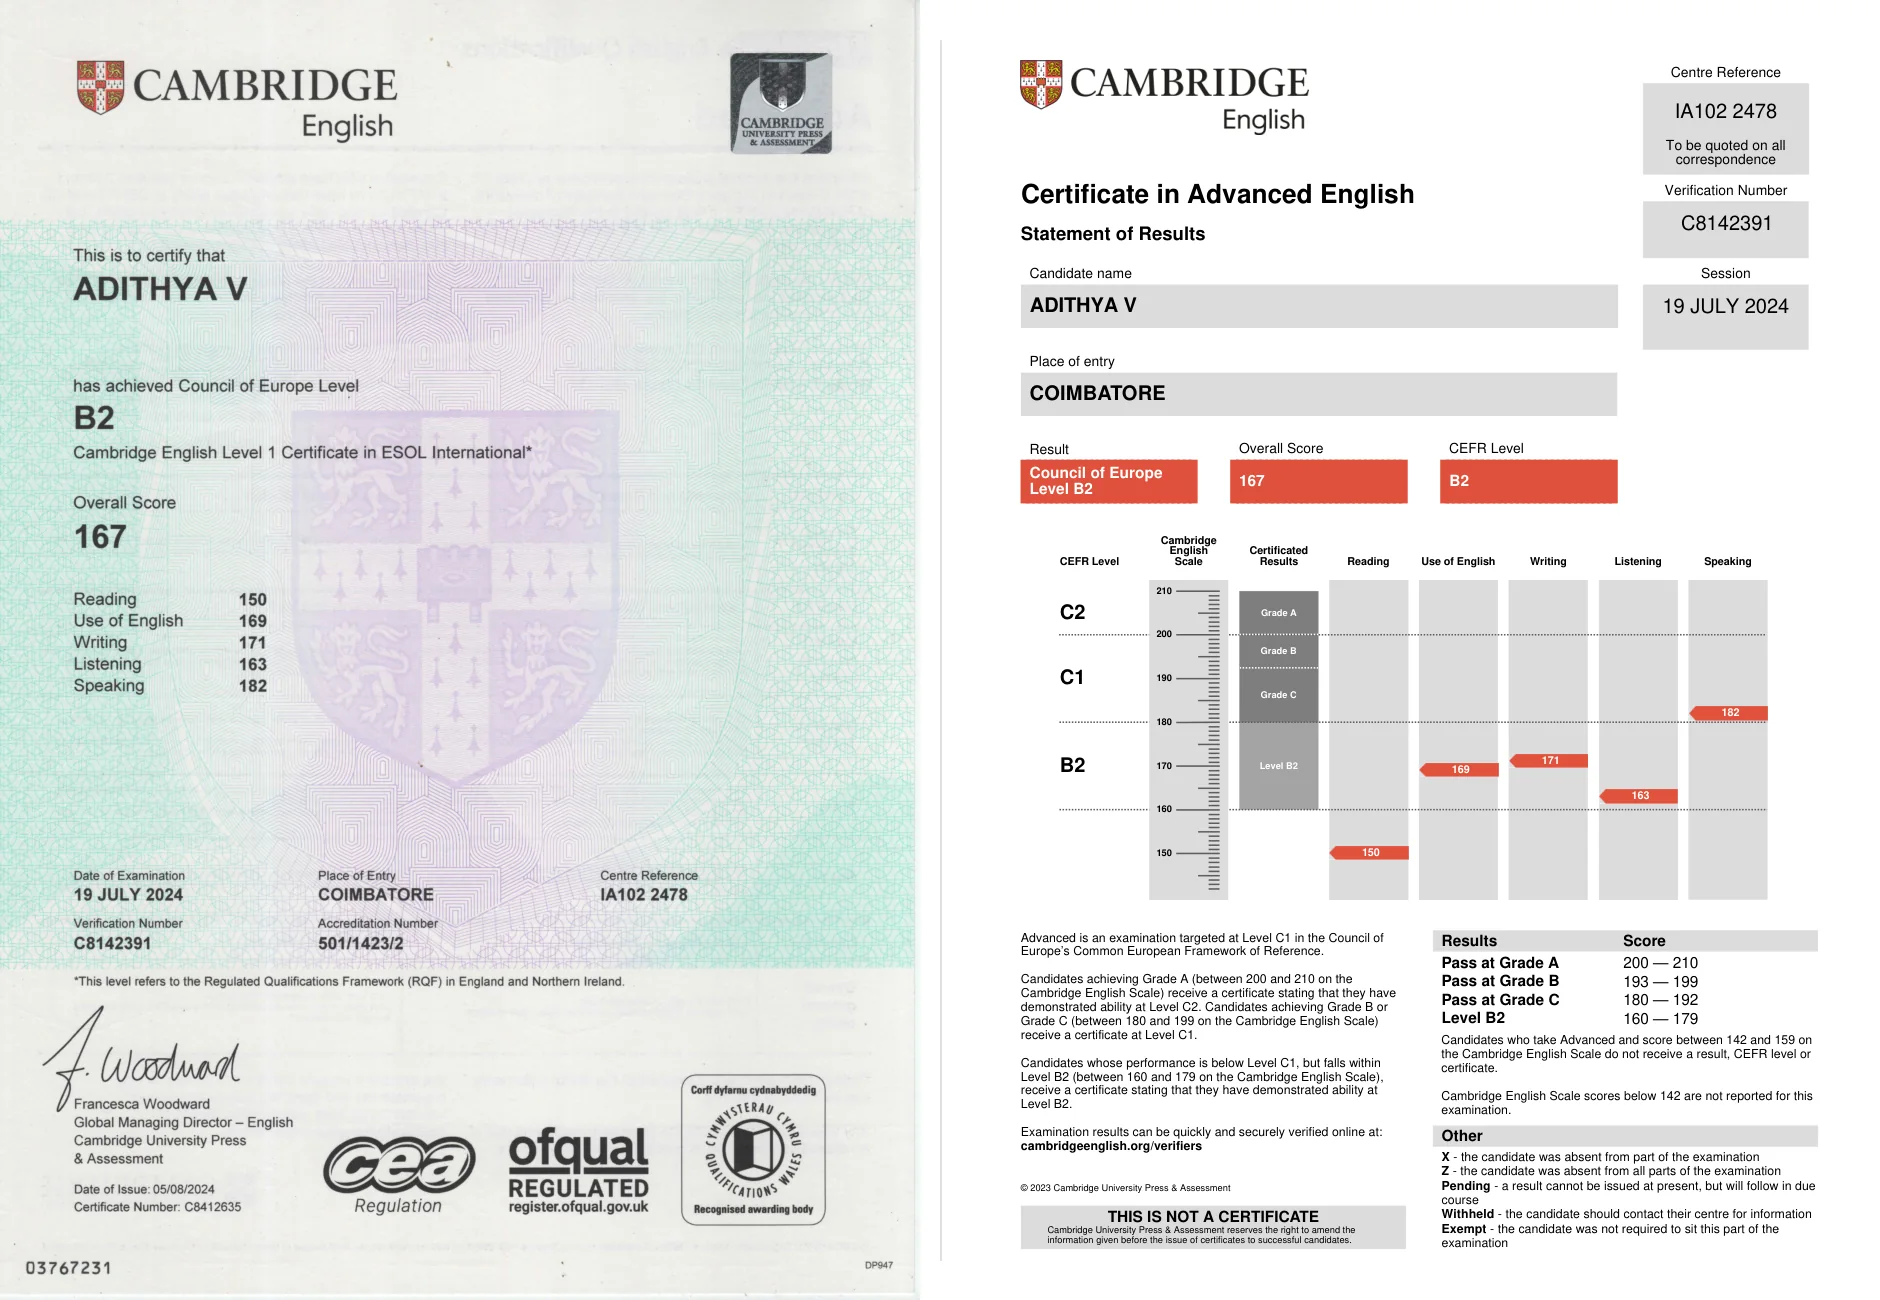 CAMBRIDGE
English
CAMBRIDGE
UNIVERSITY PRESS
& ASSESSMENT
This is to certify that
ADITHYA V
has achieved Council of Europe Level
B2
Cambridge English Level 1 Certificate in ESOL International*
Overall Score
167
Reading 150
Use of English 169
Writing 171
Listening 163
Speaking 182
Date of Examination Place of Entry Centre Reference
19 JULY 2024 COIMBATORE IA102 2478
Verification Number Accreditation Number
C8142391 501/1423/2
*This level refers to the Regulated Qualifications Framework (RQF) in England and Northern Ireland.
F. Woodward
Francesca Woodward
Global Managing Director – English
Cambridge University Press
& Assessment
Date of Issue: 05/08/2024
Certificate Number: C8412635
cea
Regulation
ofqual
REGULATED
register.ofqual.gov.uk
Corff dyfarnu cydnabyddedig
CYMWYSTERAU CYMRU
QUALIFICATIONS WALES
Recognised awarding body
03767231
DP947
CAMBRIDGE
English
Centre Reference
IA102 2478
To be quoted on all
correspondence
Verification Number
C8142391
Session
19 JULY 2024
Certificate in Advanced English
Statement of Results
Candidate name
ADITHYA V
Place of entry
COIMBATORE
Result Overall Score CEFR Level
Council of Europe
Level B2
167
B2
CEFR Level
Cambridge
English
Scale
Certificated
Results
Reading
Use of English
Writing
Listening
Speaking
210
C2
Grade A
200
Grade B
C1
190
Grade C
182
180
B2
170
Level B2
169
171
163
160
150
150
Advanced is an examination targeted at Level C1 in the Council of
Europe's Common European Framework of Reference.
Candidates achieving Grade A (between 200 and 210 on the
Cambridge English Scale) receive a certificate stating that they have
demonstrated ability at Level C2. Candidates achieving Grade B or
Grade C (between 180 and 199 on the Cambridge English Scale)
receive a certificate at Level C1.
Candidates whose performance is below Level C1, but falls within
Level B2 (between 160 and 179 on the Cambridge English Scale),
receive a certificate stating that they have demonstrated ability at
Level B2.
Examination results can be quickly and securely verified online at:
cambridgeenglish.org/verifiers
© 2023 Cambridge University Press & Assessment
THIS IS NOT A CERTIFICATE
Cambridge University Press & Assessment reserves the right to amend the
information given before the issue of certificates to successful candidates.
Results Score
Pass at Grade A 200 — 210
Pass at Grade B 193 — 199
Pass at Grade C 180 — 192
Level B2 160 — 179
Candidates who take Advanced and score between 142 and 159 on
the Cambridge English Scale do not receive a result, CEFR level or
certificate.
Cambridge English Scale scores below 142 are not reported for this
examination.
Other
X - the candidate was absent from part of the examination
Z - the candidate was absent from all parts of the examination
Pending - a result cannot be issued at present, but will follow in due
course
Withheld - the candidate should contact their centre for information
Exempt - the candidate was not required to sit this part of the
examination